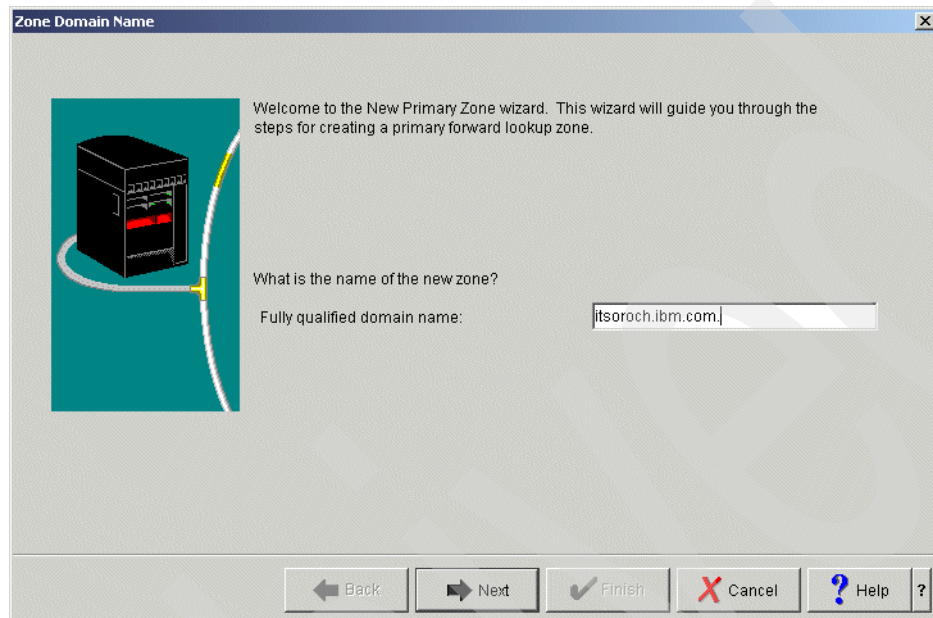 Zone Domain Name
Welcome to the New Primary Zone wizard. This wizard will guide you through the
steps for creating a primary forward lookup zone.
What is the name of the new zone?
Fully qualified domain name: itsoroch.ibm.com.
Back Next Finish Cancel ? Help ?